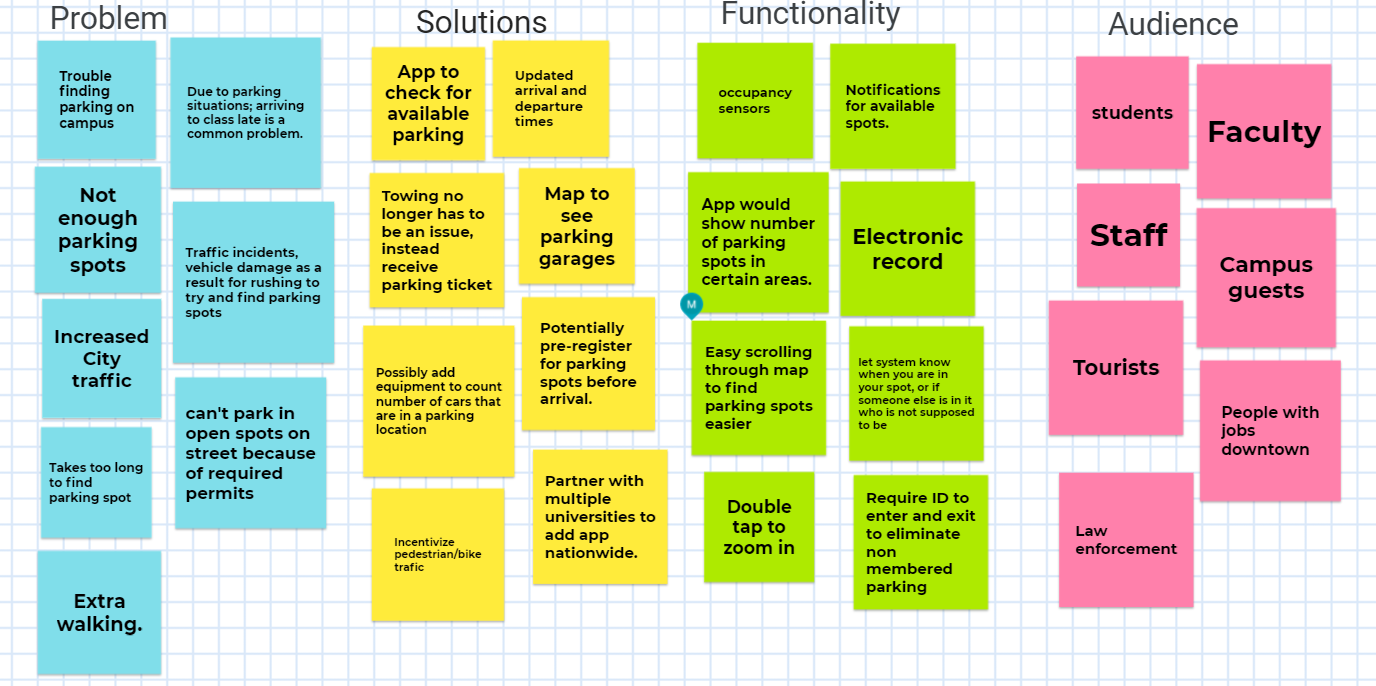 Problem
Trouble
finding
parking on
campus
Due to parking
situations; arriving
to class late is a
common problem.
Not
enough
parking
spots
Traffic incidents,
vehicle damage as a
result for rushing to
try and find parking
spots
Increased
City
traffic
can't park in
open spots on
street because
of required
permits
Takes too long
to find
parking spot
Extra
walking.
Solutions
App to
check for
available
parking
Updated
arrival and
departure
times
Towing no
longer has to
be an issue,
instead
receive
parking ticket
Map to
see
parking
garages
Possibly add
equipment to count
number of cars that
are in a parking
location
Potentially
pre-register
for parking
spots before
arrival.
Incentivize
pedestrian/bike
trafic
Partner with
multiple
universities to
add app
nationwide.
Functionality
occupancy
sensors
Notifications
for available
spots.
App would
show number
of parking
spots in
certain areas.
Electronic
record
M
Easy scrolling
through map
to find
parking spots
easier
let system know
when you are in
your spot, or if
someone else is in it
who is not supposed
to be
Double
tap to
zoom in
Require ID to
enter and exit
to eliminate
non
membered
parking
Audience
students
Faculty
Staff
Campus
guests
Tourists
People with
jobs
downtown
Law
enforcement